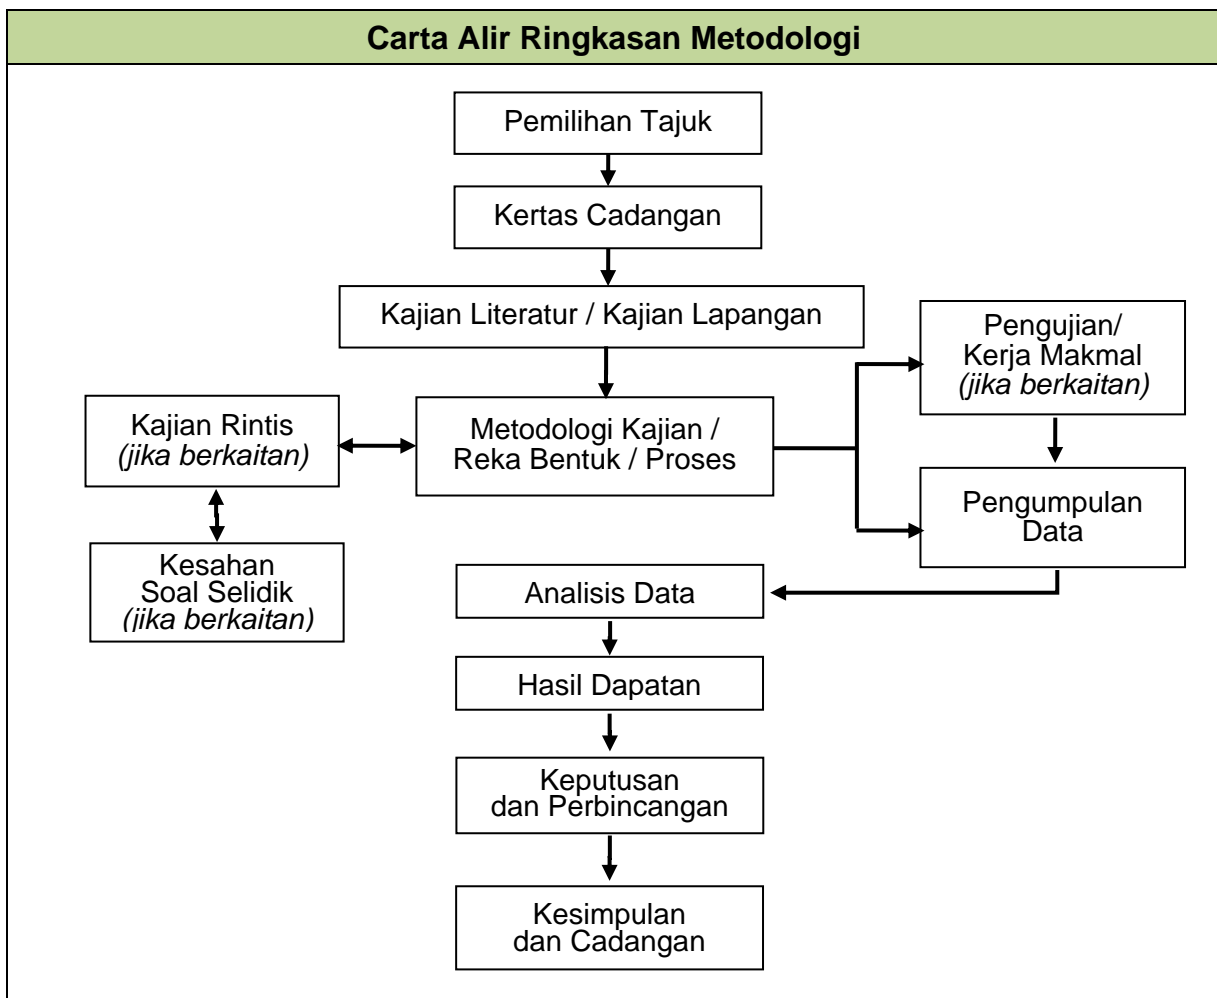 Carta Alir Ringkasan Metodologi
Pemilihan Tajuk
Kertas Cadangan
Kajian Literatur / Kajian Lapangan
Pengujian/
Kerja Makmal
(jika berkaitan)
Kajian Rintis
(jika berkaitan)
Metodologi Kajian /
Reka Bentuk / Proses
Pengumpulan
Data
Kesahan
Soal Selidik
(jika berkaitan)
Analisis Data
Hasil Dapatan
Keputusan
dan Perbincangan
Kesimpulan
dan Cadangan